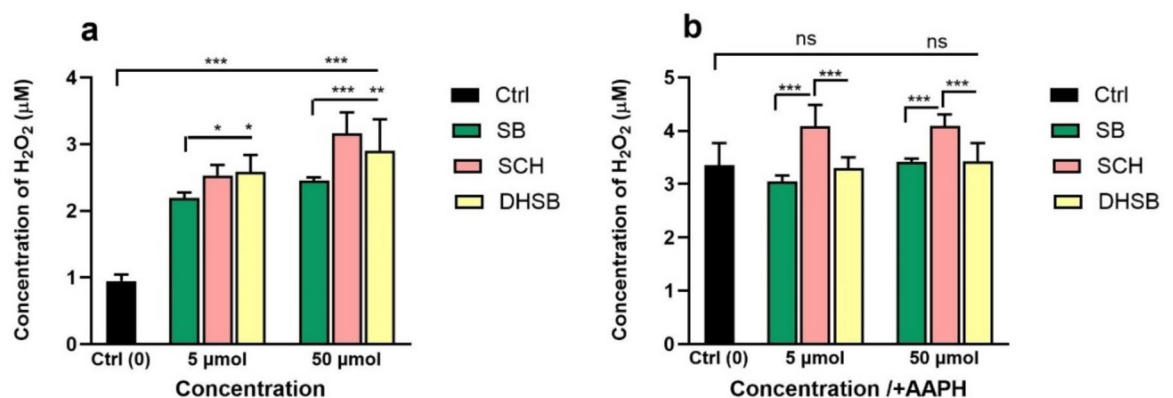 a
*** ***
*** **
* *
Concentration of H₂O₂ (μM)
4
3
2
1
0
Ctrl (0) 5 µmol 50 µmol
Concentration
Ctrl
SB
SCH
DHSB
b
ns ns
*** ***
*** ***
Concentration of H₂O₂ (μM)
5
4
3
2
1
0
Ctrl (0) 5 µmol 50 µmol
Concentration /+AAPH
Ctrl
SB
SCH
DHSB